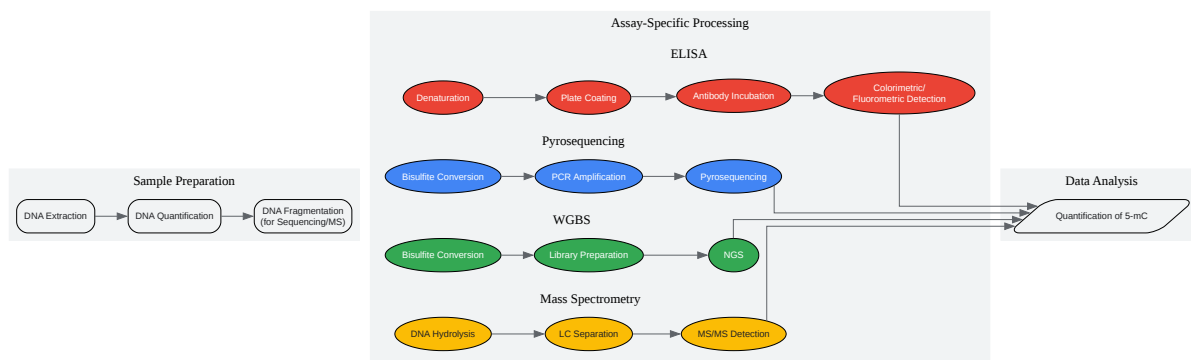 Sample Preparation
DNA Extraction
DNA Quantification
DNA Fragmentation
(for Sequencing/MS)
Assay-Specific Processing
ELISA
Denaturation
Plate Coating
Antibody Incubation
Colorimetric/
Fluorometric Detection
Pyrosequencing
Bisulfite Conversion
PCR Amplification
Pyrosequencing
WGBS
Bisulfite Conversion
Library Preparation
NGS
Mass Spectrometry
DNA Hydrolysis
LC Separation
MS/MS Detection
Data Analysis
Quantification of 5-mC